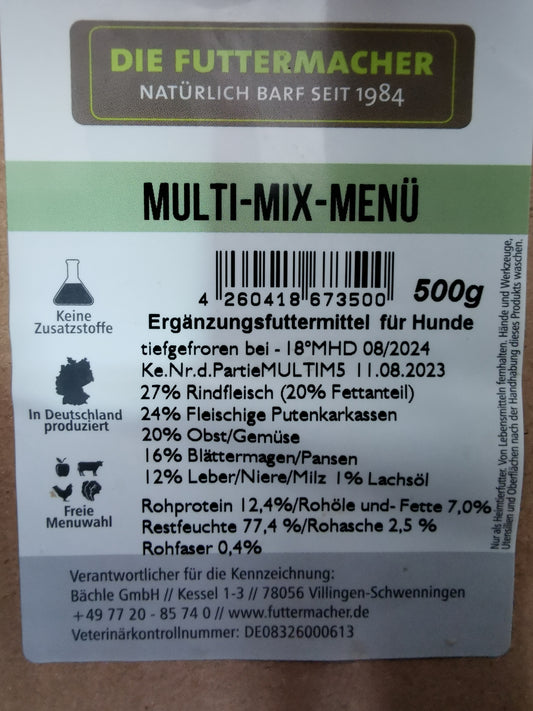 DIE FUTTERMACHER
NATÜRLICH BARF SEIT 1984
MULTI-MIX-MENÜ
4 260418 673500
500g
Keine
Zusatzstoffe
In Deutschland
produziert
Freie
Menuwahl
Ergänzungsfuttermittel für Hunde
tiefgefroren bei -18°MHD 08/2024
Ke.Nr.d.PartieMULTIM5 11.08.2023
27% Rindfleisch (20% Fettanteil)
24% Fleischige Putenkarkassen
20% Obst/Gemüse
16% Blättermagen/Pansen
12% Leber/Niere/Milz 1% Lachsöl
Rohprotein 12,4%/Rohöle und- Fette 7,0%
Restfeuchte 77,4 %/Rohasche 2,5 %
Rohfaser 0,4%
Nur als Heimtierfutter. Von Lebensmitteln fernhalten. Hände und Werkzeuge,
Utensilien und Oberflächen nach der Handhabung dieses Produkts waschen.
Verantwortlicher für die Kennzeichnung:
Bächle GmbH // Kessel 1-3 // 78056 Villingen-Schwenningen
+49 77 20 - 85 74 0 // www.futtermacher.de
Veterinärkontrollnummer: DE08326000613